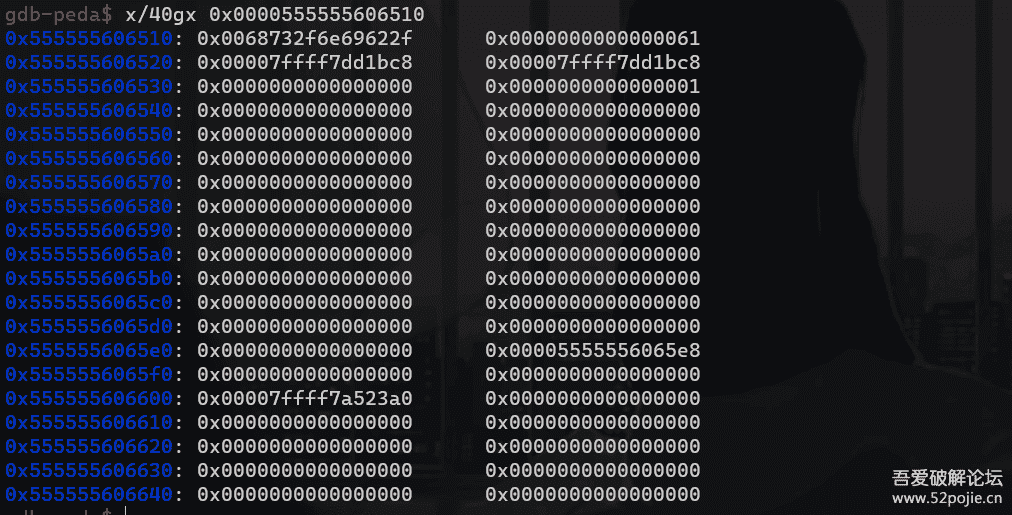 gdb-peda$ x/40gx 0x0000555555606510
0x555555606510: 0x0068732f6e69622f 0x0000000000000061
0x555555606520: 0x00007ffff7dd1bc8 0x00007ffff7dd1bc8
0x555555606530: 0x0000000000000000 0x0000000000000001
0x555555606540: 0x0000000000000000 0x0000000000000000
0x555555606550: 0x0000000000000000 0x0000000000000000
0x555555606560: 0x0000000000000000 0x0000000000000000
0x555555606570: 0x0000000000000000 0x0000000000000000
0x555555606580: 0x0000000000000000 0x0000000000000000
0x555555606590: 0x0000000000000000 0x0000000000000000
0x5555556065a0: 0x0000000000000000 0x0000000000000000
0x5555556065b0: 0x0000000000000000 0x0000000000000000
0x5555556065c0: 0x0000000000000000 0x0000000000000000
0x5555556065d0: 0x0000000000000000 0x0000000000000000
0x5555556065e0: 0x0000000000000000 0x00005555556065e8
0x5555556065f0: 0x0000000000000000 0x0000000000000000
0x555555606600: 0x00007ffff7a523a0 0x0000000000000000
0x555555606610: 0x0000000000000000 0x0000000000000000
0x555555606620: 0x0000000000000000 0x0000000000000000
0x555555606630: 0x0000000000000000 0x0000000000000000
0x555555606640: 0x0000000000000000 0x0000000000000000
gdb-peda$
吾爱破解论坛
www.52pojie.cn